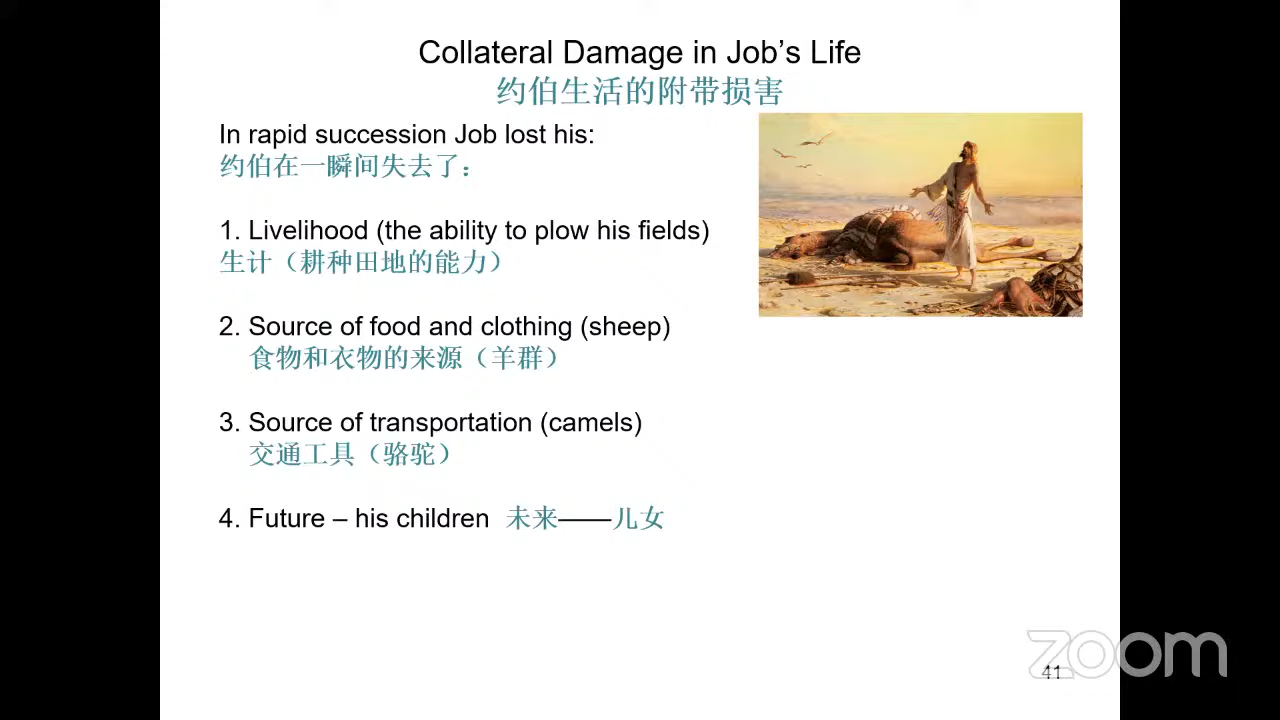 Collateral Damage in Job’s Life
约伯生活的附带损害
In rapid succession Job lost his:
约伯在一瞬间失去了：
1. Livelihood (the ability to plow his fields)
生计（耕种田地的能力）
2. Source of food and clothing (sheep)
食物和衣物的来源（羊群）
3. Source of transportation (camels)
交通工具（骆驼）
4. Future – his children 未来——儿女
zoom
41